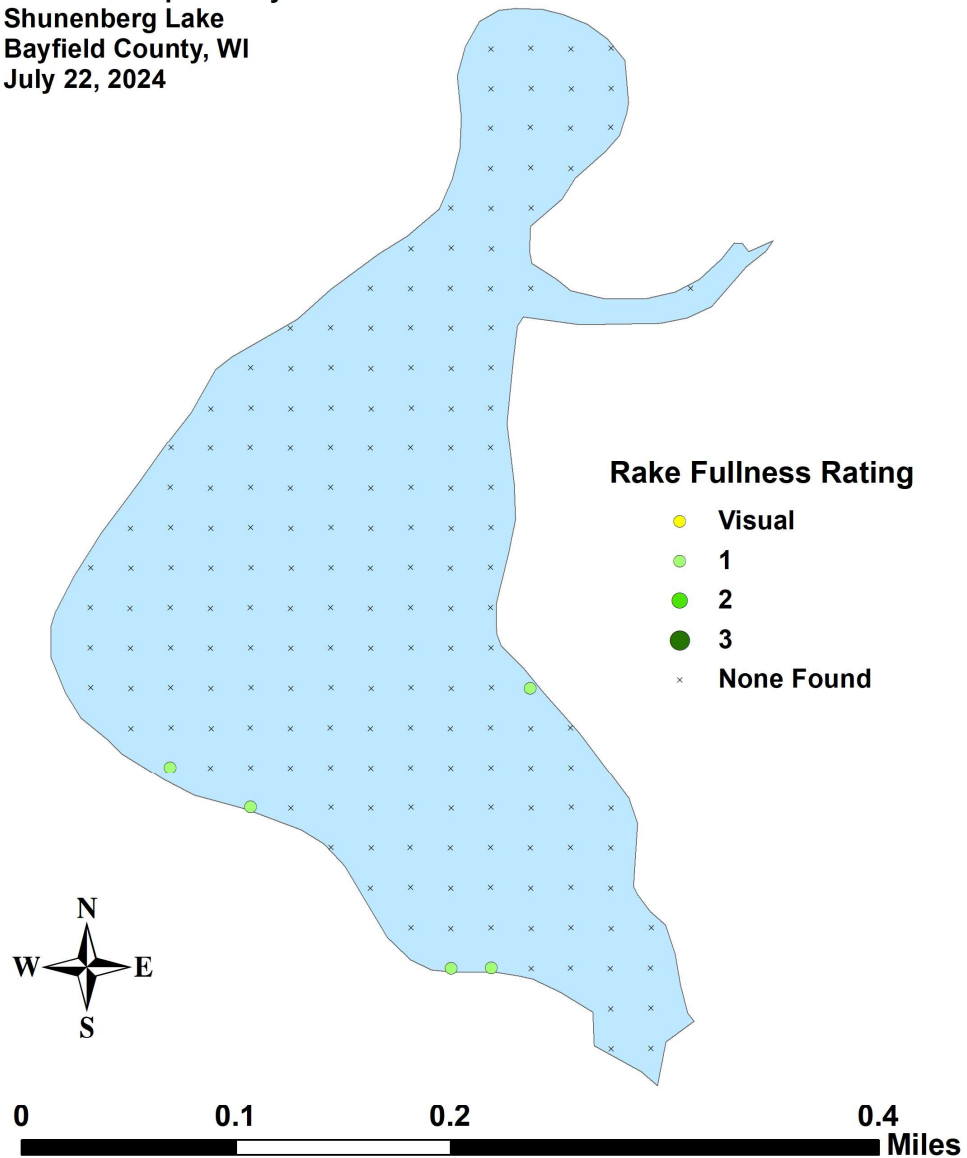 Shunenberg Lake
Bayfield County, WI
July 22, 2024
Rake Fullness Rating
Visual
1
2
3
None Found
N
W E
S
0 0.1 0.2 0.4
Miles